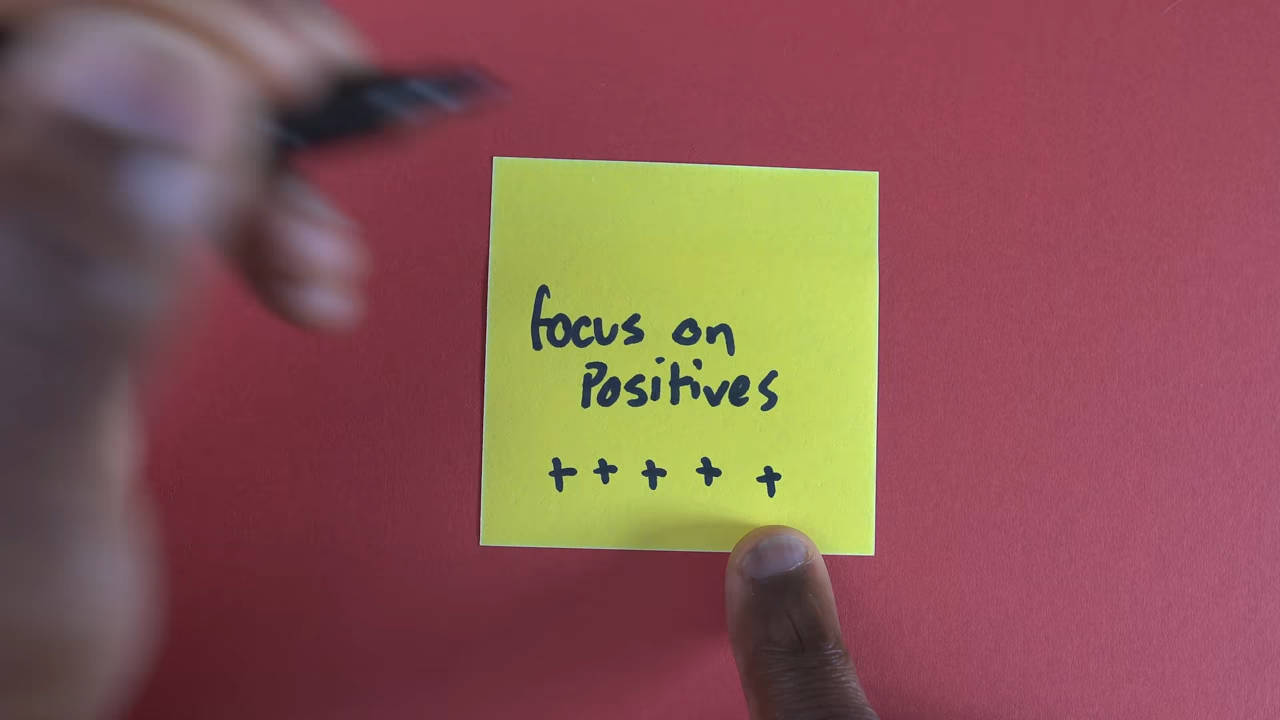 focus on
Positives
+ + + + +